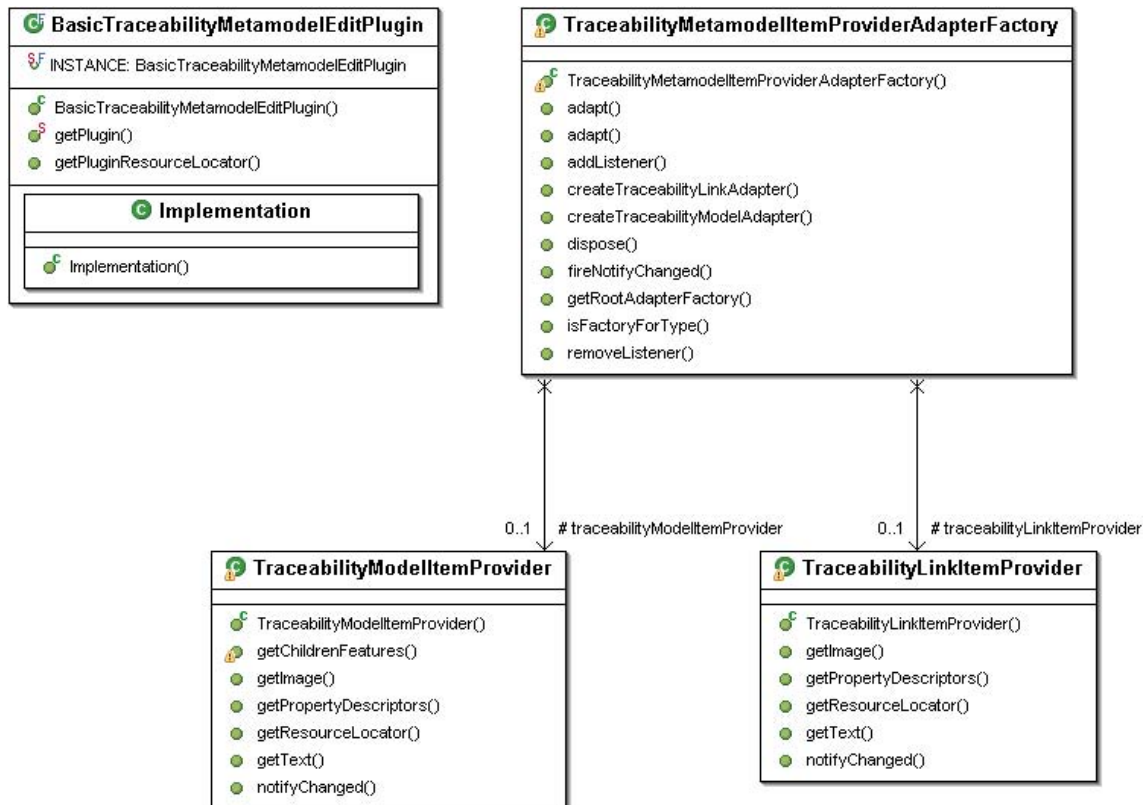 BasicTraceabilityMetamodelEditPlugin
INSTANCE: BasicTraceabilityMetamodelEditPlugin
BasicTraceabilityMetamodelEditPlugin()
getPlugin()
getPluginResourceLocator()
Implementation
Implementation()
TraceabilityMetamodelItemProviderAdapterFactory
TraceabilityMetamodelItemProviderAdapterFactory()
adapt()
adapt()
addListener()
createTraceabilityLinkAdapter()
createTraceabilityModelAdapter()
dispose()
fireNotifyChanged()
getRootAdapterFactory()
isFactoryForType()
removeListener()
0..1 # traceabilityModelItemProvider
0..1 # traceabilityLinkItemProvider
TraceabilityModelItemProvider
TraceabilityModelItemProvider()
getChildrenFeatures()
getImage()
getPropertyDescriptors()
getResourceLocator()
getText()
notifyChanged()
TraceabilityLinkItemProvider
TraceabilityLinkItemProvider()
getImage()
getPropertyDescriptors()
getResourceLocator()
getText()
notifyChanged()